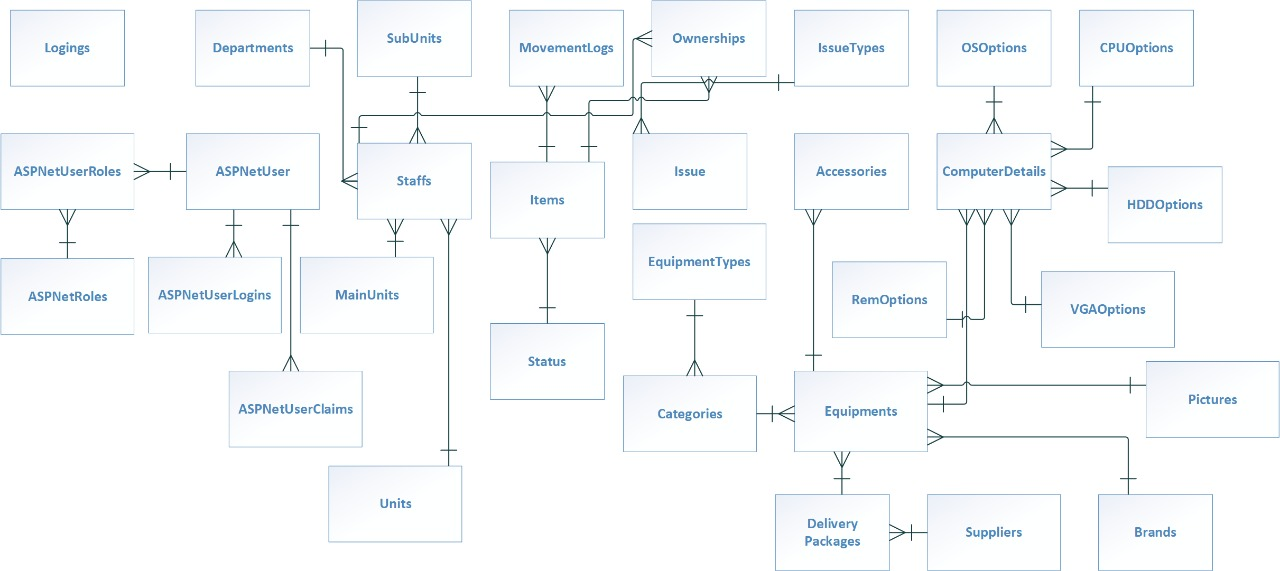 Logings
Departments
SubUnits
MovementLogs
Ownerships
IssueTypes
OSOptions
CPUOptions
ASPNetUserRoles
ASPNetUser
Staffs
Items
Issue
Accessories
ComputerDetails
HDDOptions
EquipmentTypes
ASPNetRoles
ASPNetUserLogins
MainUnits
RemOptions
VGAOptions
Status
ASPNetUserClaims
Categories
Equipments
Pictures
Units
Delivery
Packages
Suppliers
Brands